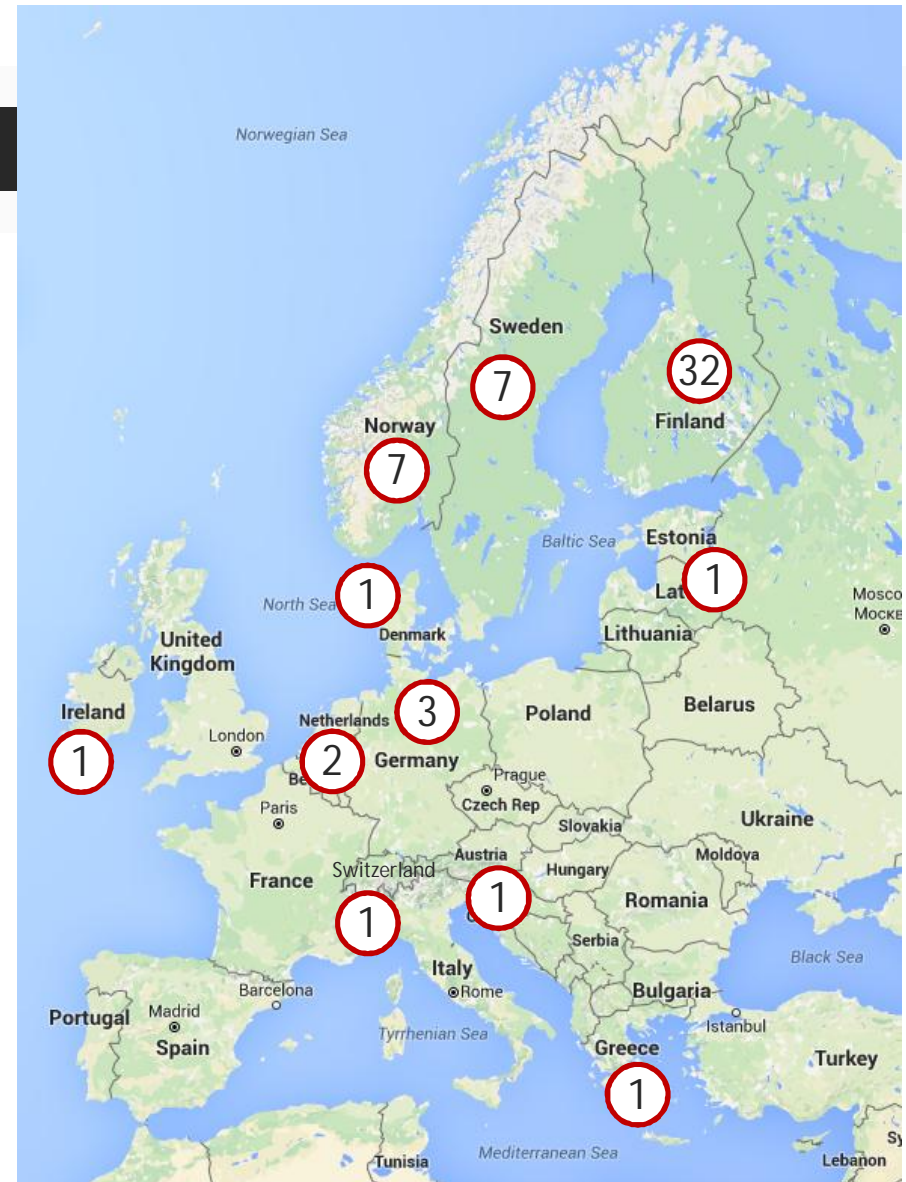 Norwegian Sea
Sweden
7
32
Finland
Norway
7
Baltic Sea
Estonia
1
North Sea
1
Denmark
Lithuania
Mosco
Москв
United
Kingdom
Ireland
1
London
Netherlands
3
2
Germany
Poland
Belarus
Prague
Czech Rep
Paris
Slovakia
Ukraine
Moldova
Switzerland
Austria
Hungary
France
1
1
Romania
Serbia
Black Sea
Italy
Rome
Barcelona
Bulgaria
Portugal
Madrid
Spain
Tyrrhenian Sea
Istanbul
Greece
Turkey
1
Tunisia
Mediterranean Sea
Sy
Lebanon